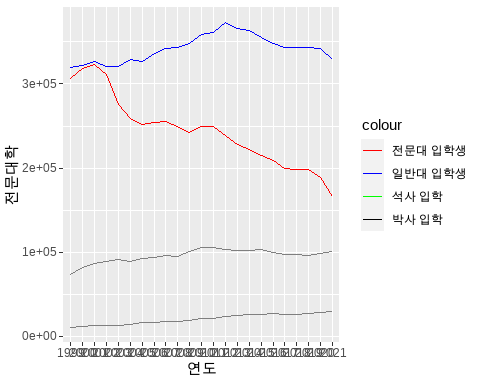 3e+05
2e+05
1e+05
0e+00
전문대학
연도
colour
전문대 입학생
일반대 입학생
석사 입학
박사 입학